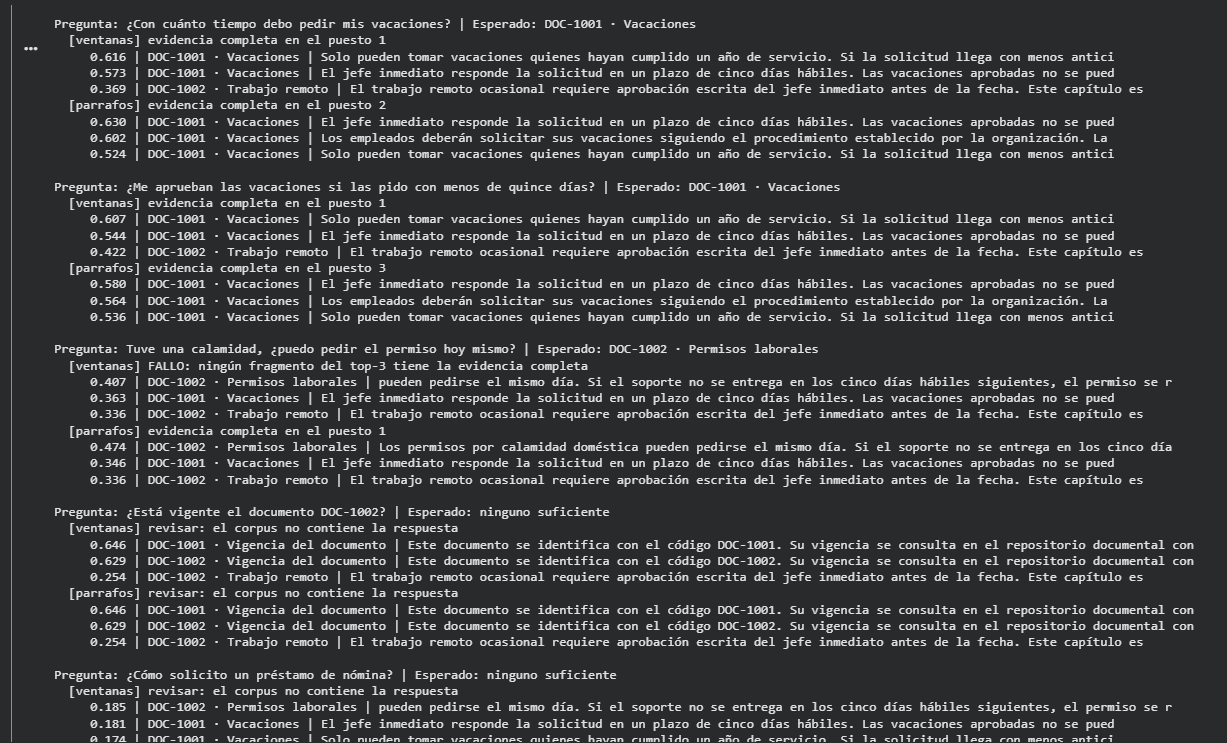 Pregunta: ¿Con cuánto tiempo debo pedir mis vacaciones? | Esperado: DOC-1001 · Vacaciones
[ventanas] evidencia completa en el puesto 1
0.616 | DOC-1001 · Vacaciones | Solo pueden tomar vacaciones quienes hayan cumplido un año de servicio. Si la solicitud llega con menos antici
0.573 | DOC-1001 · Vacaciones | El jefe inmediato responde la solicitud en un plazo de cinco días hábiles. Las vacaciones aprobadas no se pued
0.369 | DOC-1002 · Trabajo remoto | El trabajo remoto ocasional requiere aprobación escrita del jefe inmediato antes de la fecha. Este capítulo es
[parrafos] evidencia completa en el puesto 2
0.630 | DOC-1001 · Vacaciones | El jefe inmediato responde la solicitud en un plazo de cinco días hábiles. Las vacaciones aprobadas no se pued
0.602 | DOC-1001 · Vacaciones | Los empleados deberán solicitar sus vacaciones siguiendo el procedimiento establecido por la organización. La
0.524 | DOC-1001 · Vacaciones | Solo pueden tomar vacaciones quienes hayan cumplido un año de servicio. Si la solicitud llega con menos antici
Pregunta: ¿Me aprueban las vacaciones si las pido con menos de quince días? | Esperado: DOC-1001 · Vacaciones
[ventanas] evidencia completa en el puesto 1
0.607 | DOC-1001 · Vacaciones | Solo pueden tomar vacaciones quienes hayan cumplido un año de servicio. Si la solicitud llega con menos antici
0.544 | DOC-1001 · Vacaciones | El jefe inmediato responde la solicitud en un plazo de cinco días hábiles. Las vacaciones aprobadas no se pued
0.422 | DOC-1002 · Trabajo remoto | El trabajo remoto ocasional requiere aprobación escrita del jefe inmediato antes de la fecha. Este capítulo es
[parrafos] evidencia completa en el puesto 3
0.580 | DOC-1001 · Vacaciones | El jefe inmediato responde la solicitud en un plazo de cinco días hábiles. Las vacaciones aprobadas no se pued
0.564 | DOC-1001 · Vacaciones | Los empleados deberán solicitar sus vacaciones siguiendo el procedimiento establecido por la organización. La
0.536 | DOC-1001 · Vacaciones | Solo pueden tomar vacaciones quienes hayan cumplido un año de servicio. Si la solicitud llega con menos antici
Pregunta: Tuve una calamidad, ¿puedo pedir el permiso hoy mismo? | Esperado: DOC-1002 · Permisos laborales
[ventanas] FALLO: ningún fragmento del top-3 tiene la evidencia completa
0.407 | DOC-1002 · Permisos laborales | pueden pedirse el mismo día. Si el soporte no se entrega en los cinco días hábiles siguientes, el permiso se r
0.363 | DOC-1001 · Vacaciones | El jefe inmediato responde la solicitud en un plazo de cinco días hábiles. Las vacaciones aprobadas no se pued
0.336 | DOC-1002 · Trabajo remoto | El trabajo remoto ocasional requiere aprobación escrita del jefe inmediato antes de la fecha. Este capítulo es
[parrafos] evidencia completa en el puesto 1
0.474 | DOC-1002 · Permisos laborales | Los permisos por calamidad doméstica pueden pedirse el mismo día. Si el soporte no se entrega en los cinco día
0.346 | DOC-1001 · Vacaciones | El jefe inmediato responde la solicitud en un plazo de cinco días hábiles. Las vacaciones aprobadas no se pued
0.336 | DOC-1002 · Trabajo remoto | El trabajo remoto ocasional requiere aprobación escrita del jefe inmediato antes de la fecha. Este capítulo es
Pregunta: ¿Está vigente el documento DOC-1002? | Esperado: ninguno suficiente
[ventanas] revisar: el corpus no contiene la respuesta
0.646 | DOC-1001 · Vigencia del documento | Este documento se identifica con el código DOC-1001. Su vigencia se consulta en el repositorio documental con
0.629 | DOC-1002 · Vigencia del documento | Este documento se identifica con el código DOC-1002. Su vigencia se consulta en el repositorio documental con
0.254 | DOC-1002 · Trabajo remoto | El trabajo remoto ocasional requiere aprobación escrita del jefe inmediato antes de la fecha. Este capítulo es
[parrafos] revisar: el corpus no contiene la respuesta
0.646 | DOC-1001 · Vigencia del documento | Este documento se identifica con el código DOC-1001. Su vigencia se consulta en el repositorio documental con
0.629 | DOC-1002 · Vigencia del documento | Este documento se identifica con el código DOC-1002. Su vigencia se consulta en el repositorio documental con
0.254 | DOC-1002 · Trabajo remoto | El trabajo remoto ocasional requiere aprobación escrita del jefe inmediato antes de la fecha. Este capítulo es
Pregunta: ¿Cómo solicito un préstamo de nómina? | Esperado: ninguno suficiente
[ventanas] revisar: el corpus no contiene la respuesta
0.185 | DOC-1002 · Permisos laborales | pueden pedirse el mismo día. Si el soporte no se entrega en los cinco días hábiles siguientes, el permiso se r
0.181 | DOC-1001 · Vacaciones | El jefe inmediato responde la solicitud en un plazo de cinco días hábiles. Las vacaciones aprobadas no se pued
0.174 | DOC-1001 · Vacaciones | Solo pueden tomar vacaciones quienes hayan cumplido un año de servicio. Si la solicitud llega con menos antici